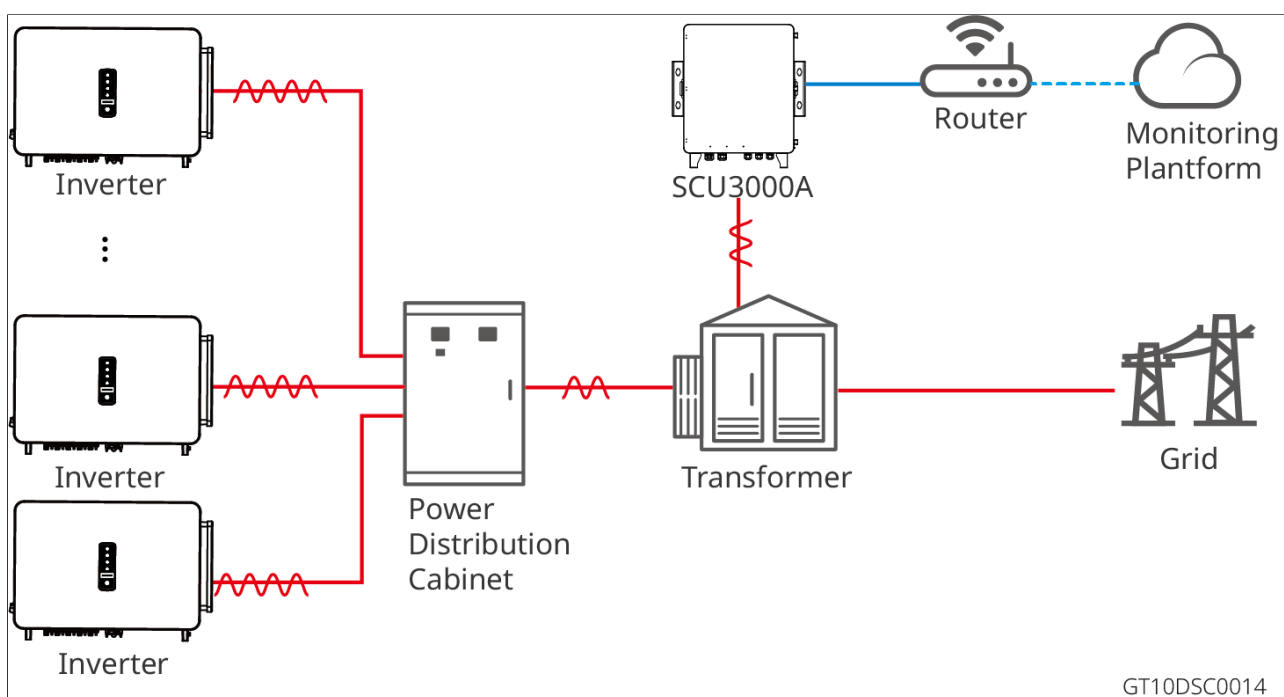 Inverter
SCU3000A
Router
Monitoring
Plantform
Inverter
Power
Distribution
Cabinet
Transformer
Grid
Inverter
GT10DSC0014